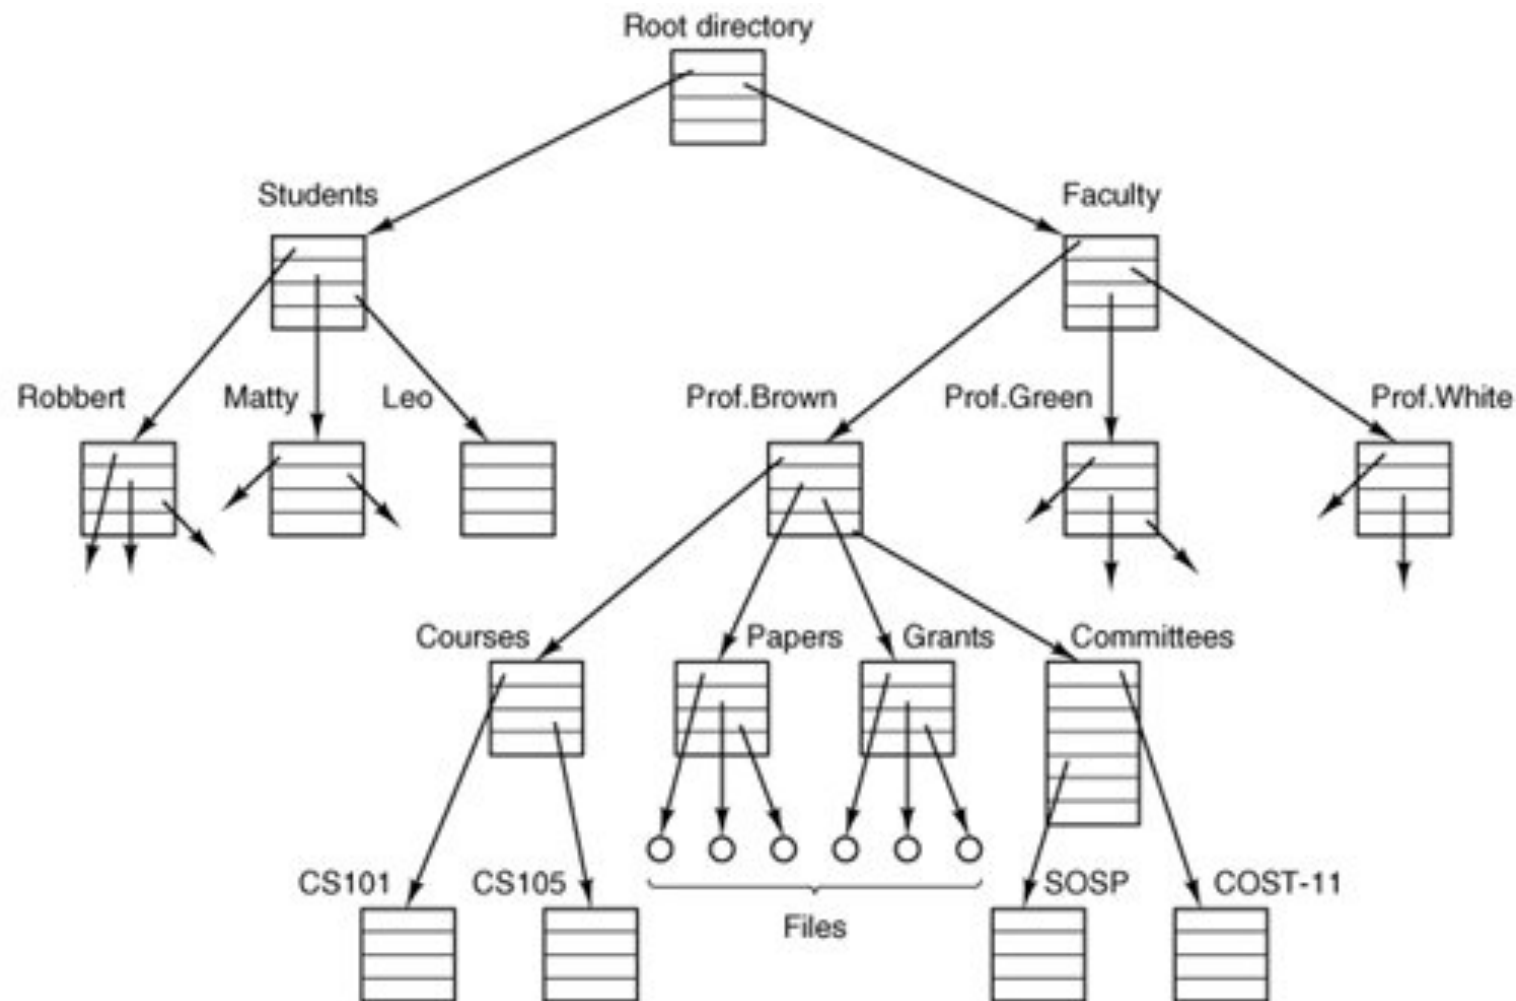 Root directory
Students
Faculty
Robbert
Matty
Leo
Prof.Brown
Prof.Green
Prof.White
Courses
Papers
Grants
Committees
CS101
CS105
SOSP
COST-11
Files